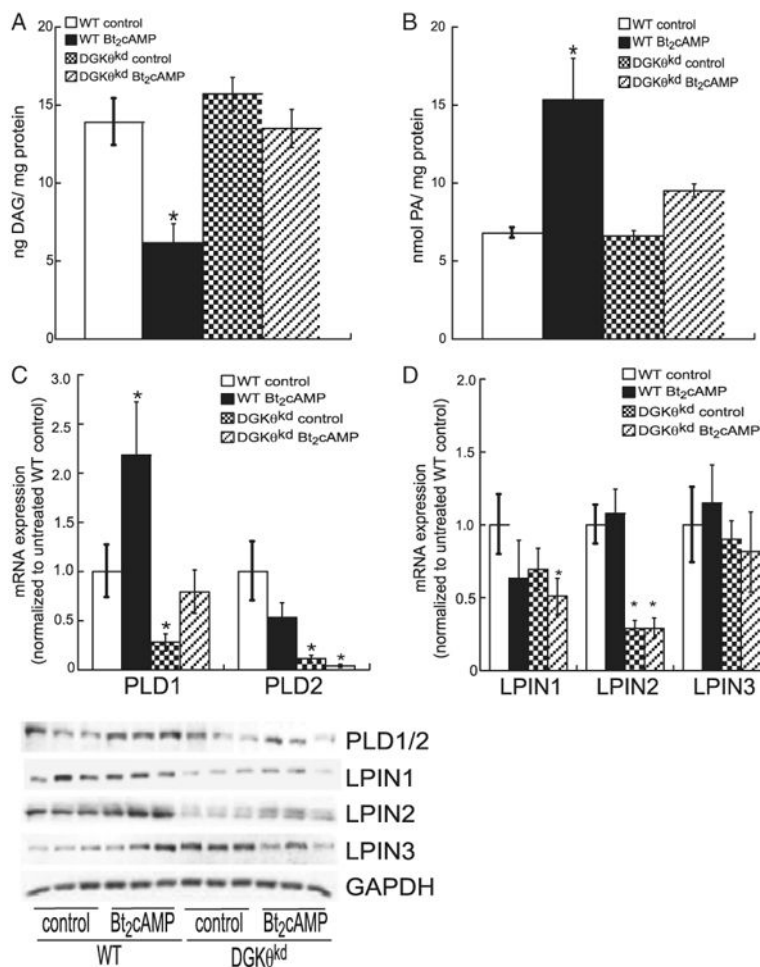 A
WT control
WT Bt₂cAMP
DGKθᵏᵈ control
DGKθᵏᵈ Bt₂cAMP
20
15
10
5
0
ng DAG/ mg protein
*
B
WT control
WT Bt₂cAMP
DGKθᵏᵈ control
DGKθᵏᵈ Bt₂cAMP
20
15
10
5
0
nmol PA/ mg protein
*
C
WT control
WT Bt₂cAMP
DGKθᵏᵈ control
DGKθᵏᵈ Bt₂cAMP
3.0
2.5
2.0
1.5
1.0
0.5
0
mRNA expression
(normalized to untreated WT control)
* * * *
PLD1 PLD2
D
WT control
WT Bt₂cAMP
DGKθᵏᵈ control
DGKθᵏᵈ Bt₂cAMP
2.0
1.5
1.0
0.5
0
mRNA expression
(normalized to untreated WT control)
* * *
LPIN1 LPIN2 LPIN3
PLD1/2
LPIN1
LPIN2
LPIN3
GAPDH
control Bt₂cAMP control Bt₂cAMP
WT DGKθᵏᵈ